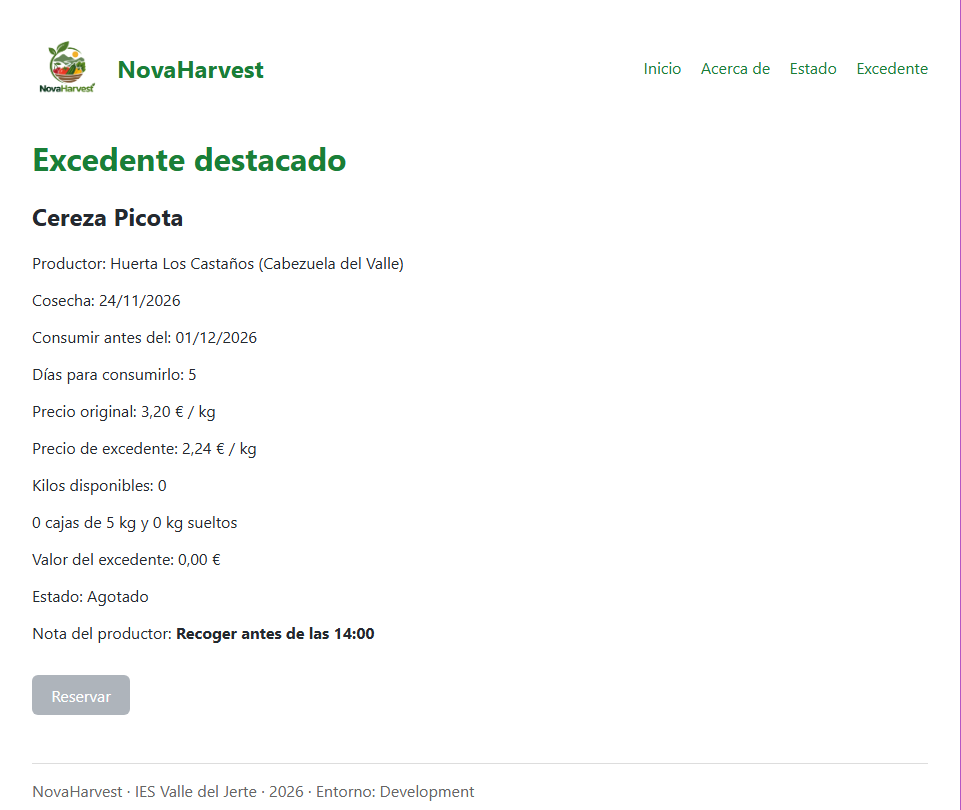 NovaHarvest
NovaHarvest
Inicio Acerca de Estado Excedente
Excedente destacado
Cereza Picota
Productor: Huerta Los Castaños (Cabezuela del Valle)
Cosecha: 24/11/2026
Consumir antes del: 01/12/2026
Días para consumirlo: 5
Precio original: 3,20 € / kg
Precio de excedente: 2,24 € / kg
Kilos disponibles: 0
0 cajas de 5 kg y 0 kg sueltos
Valor del excedente: 0,00 €
Estado: Agotado
Nota del productor: Recoger antes de las 14:00
Reservar
NovaHarvest · IES Valle del Jerte · 2026 · Entorno: Development